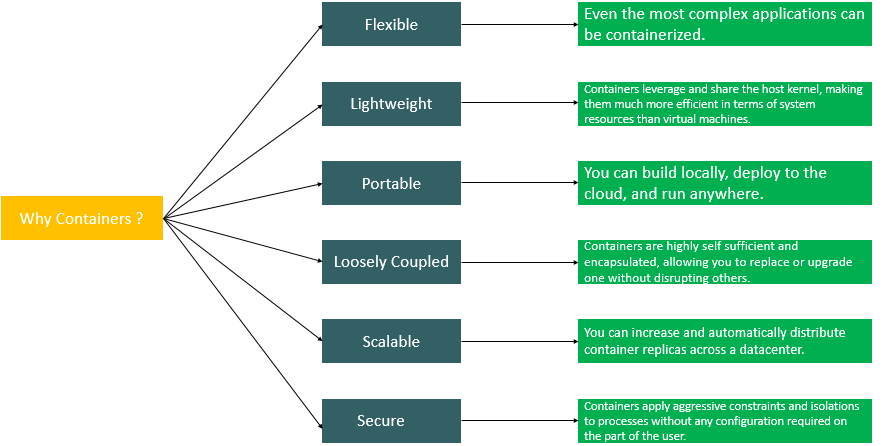 Flexible
Even the most complex applications can
be containerized.
Lightweight
Containers leverage and share the host kernel, making
them much more efficient in terms of system
resources than virtual machines.
Portable
You can build locally, deploy to the
cloud, and run anywhere.
Why Containers ?
Loosely Coupled
Containers are highly self sufficient and
encapsulated, allowing you to replace or upgrade
one without disrupting others.
Scalable
You can increase and automatically distribute
container replicas across a datacenter.
Secure
Containers apply aggressive constraints and isolations
to processes without any configuration required on
the part of the user.